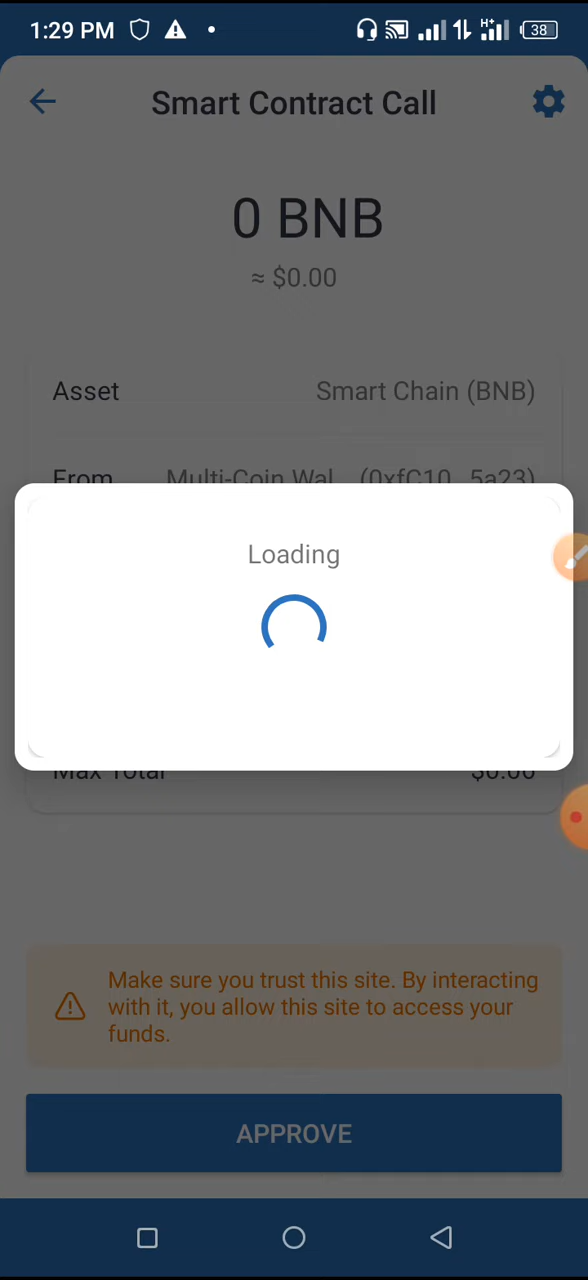 1:29 PM H+ 38
Smart Contract Call
0 BNB
≈ $0.00
Asset Smart Chain (BNB)
From Multi-Coin Wal... (0xfC10...5a23)
Loading
Max Total $0.00
Make sure you trust this site. By interacting
with it, you allow this site to access your
funds.
APPROVE